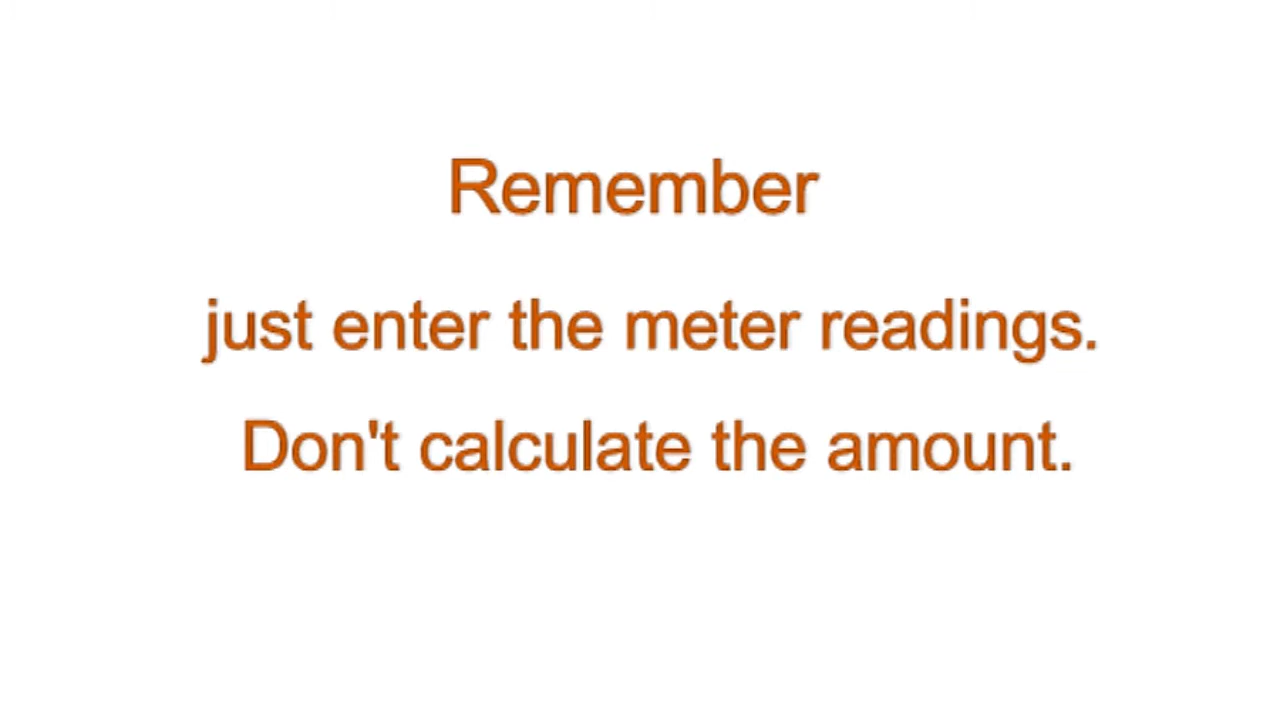 Remember
just enter the meter readings.
Don't calculate the amount.